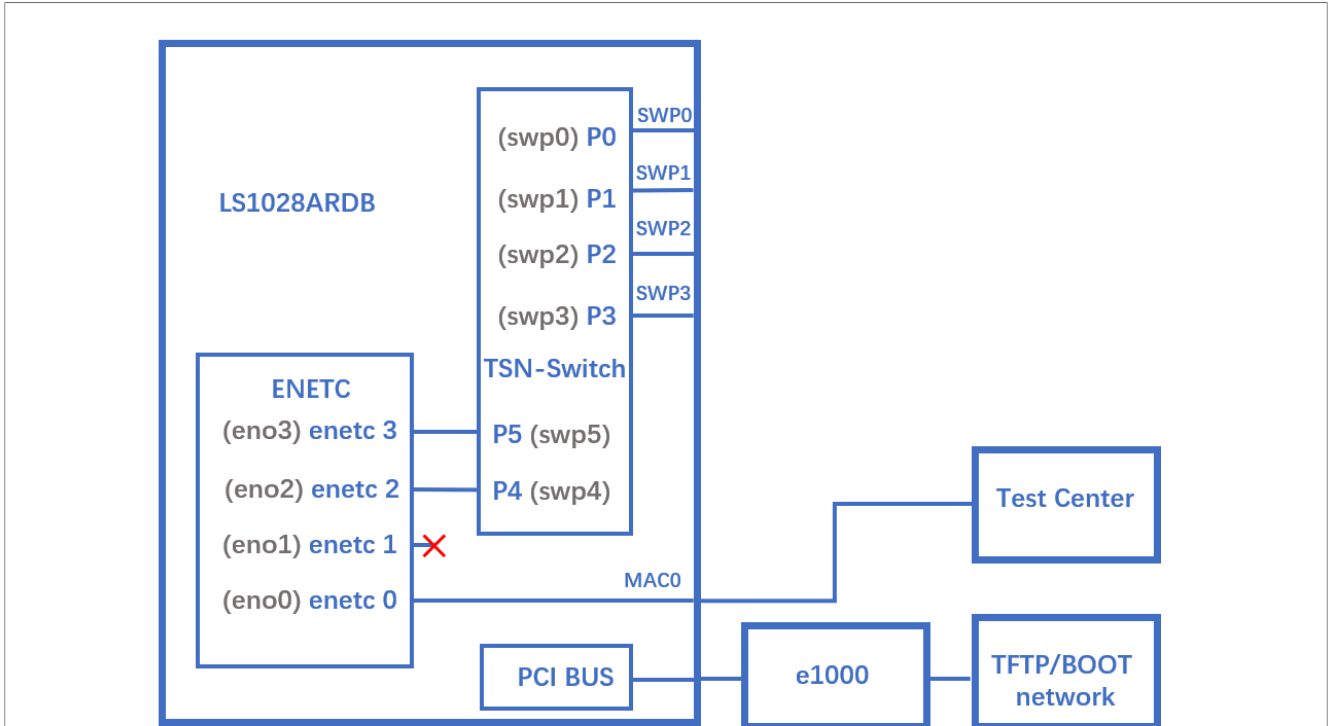 SWP0
(swp0) P0
SWP1
LS1028ARDB
(swp1) P1
SWP2
(swp2) P2
SWP3
(swp3) P3
TSN-Switch
ENETC
(eno3) enetc 3
P5 (swp5)
(eno2) enetc 2
P4 (swp4)
Test Center
(eno1) enetc 1
MAC0
(eno0) enetc 0
PCI BUS
e1000
TFTP/BOOT
network